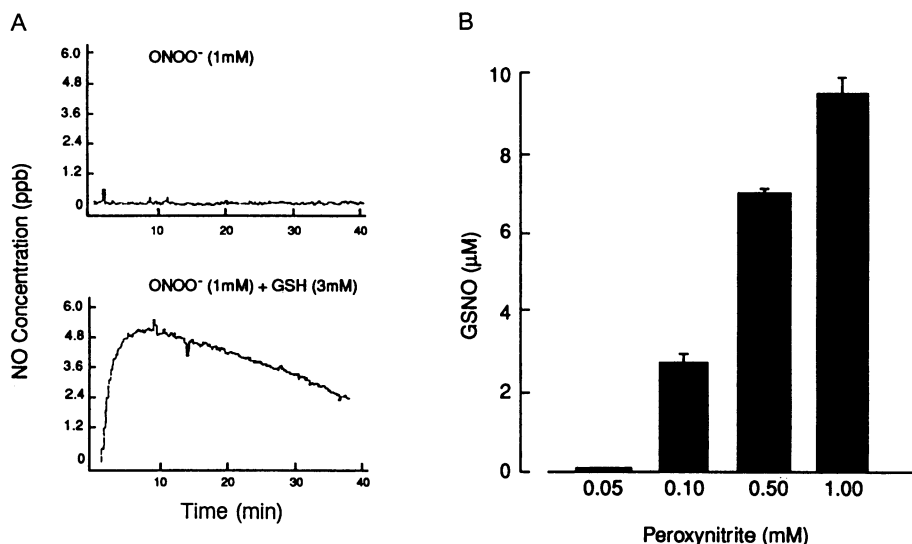 A
ONOO⁻ (1mM)
6.0
4.8
3.6
2.4
1.2
0
10 20 30 40
ONOO⁻ (1mM) + GSH (3mM)
6.0
4.8
3.6
2.4
1.2
0
10 20 30 40
NO Concentration (ppb)
Time (min)
B
10
8
6
4
2
0
GSNO (μM)
0.05 0.10 0.50 1.00
Peroxynitrite (mM)